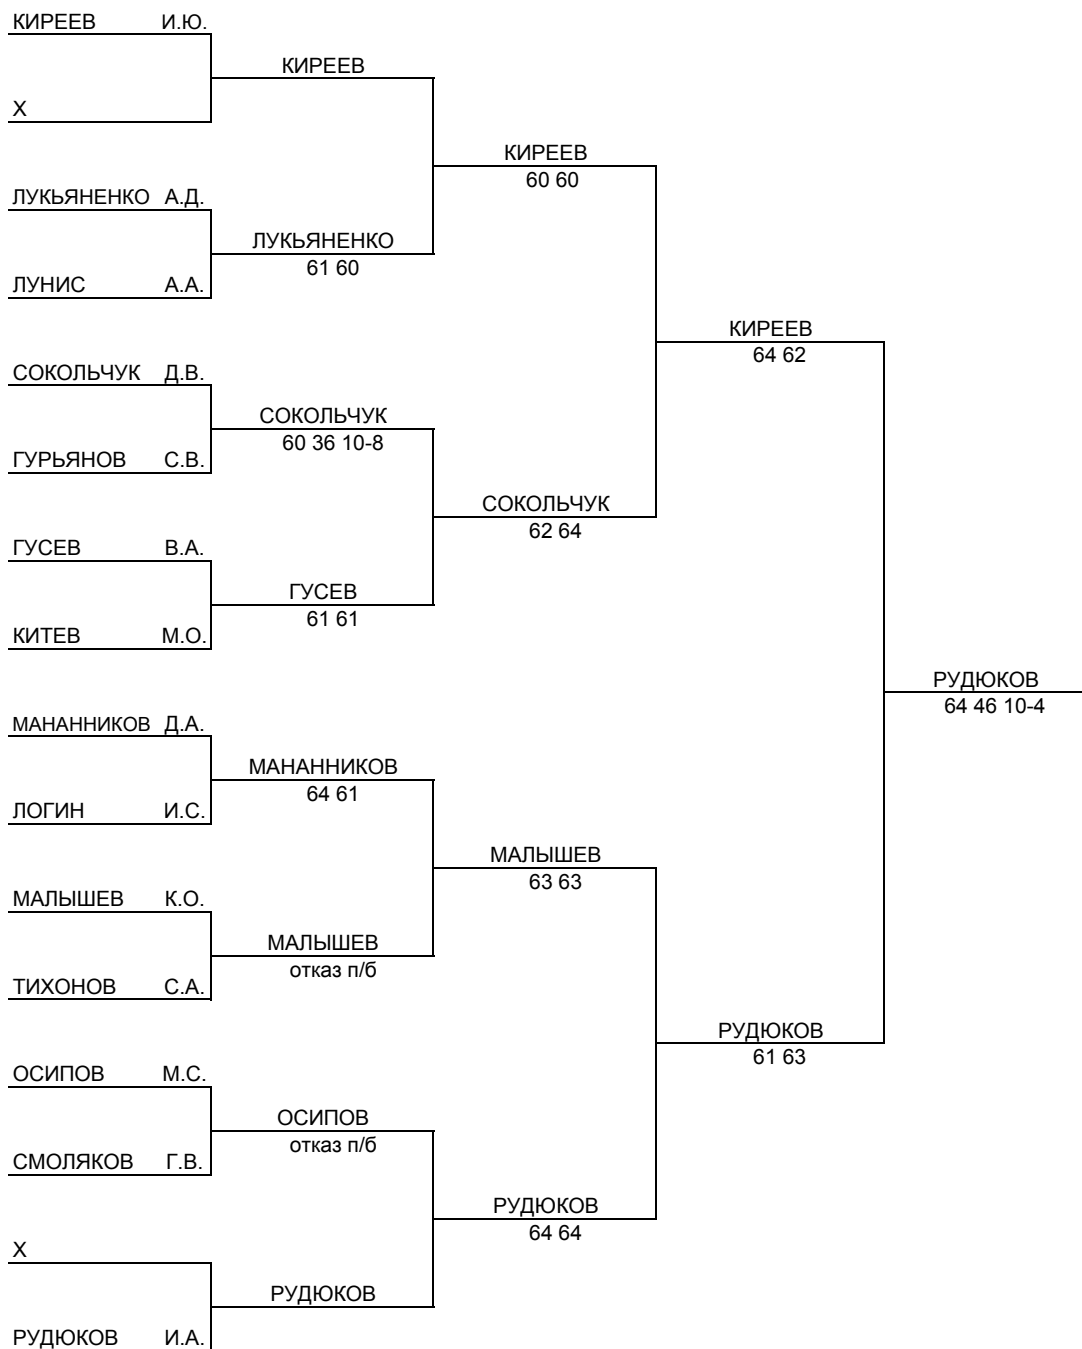 КИРЕЕВ И.Ю.
КИРЕЕВ
X
КИРЕЕВ
60 60
ЛУКЬЯНЕНКО А.Д.
ЛУКЬЯНЕНКО
61 60
ЛУНИС А.А.
КИРЕЕВ
64 62
СОКОЛЬЧУК Д.В.
СОКОЛЬЧУК
60 36 10-8
ГУРЬЯНОВ С.В.
СОКОЛЬЧУК
62 64
ГУСЕВ В.А.
ГУСЕВ
61 61
КИТЕВ М.О.
РУДЮКОВ
64 46 10-4
МАНАННИКОВ Д.А.
МАНАННИКОВ
64 61
ЛОГИН И.С.
МАЛЫШЕВ
63 63
МАЛЫШЕВ К.О.
МАЛЫШЕВ
отказ п/б
ТИХОНОВ С.А.
РУДЮКОВ
61 63
ОСИПОВ М.С.
ОСИПОВ
отказ п/б
СМОЛЯКОВ Г.В.
РУДЮКОВ
64 64
X
РУДЮКОВ
РУДЮКОВ И.А.